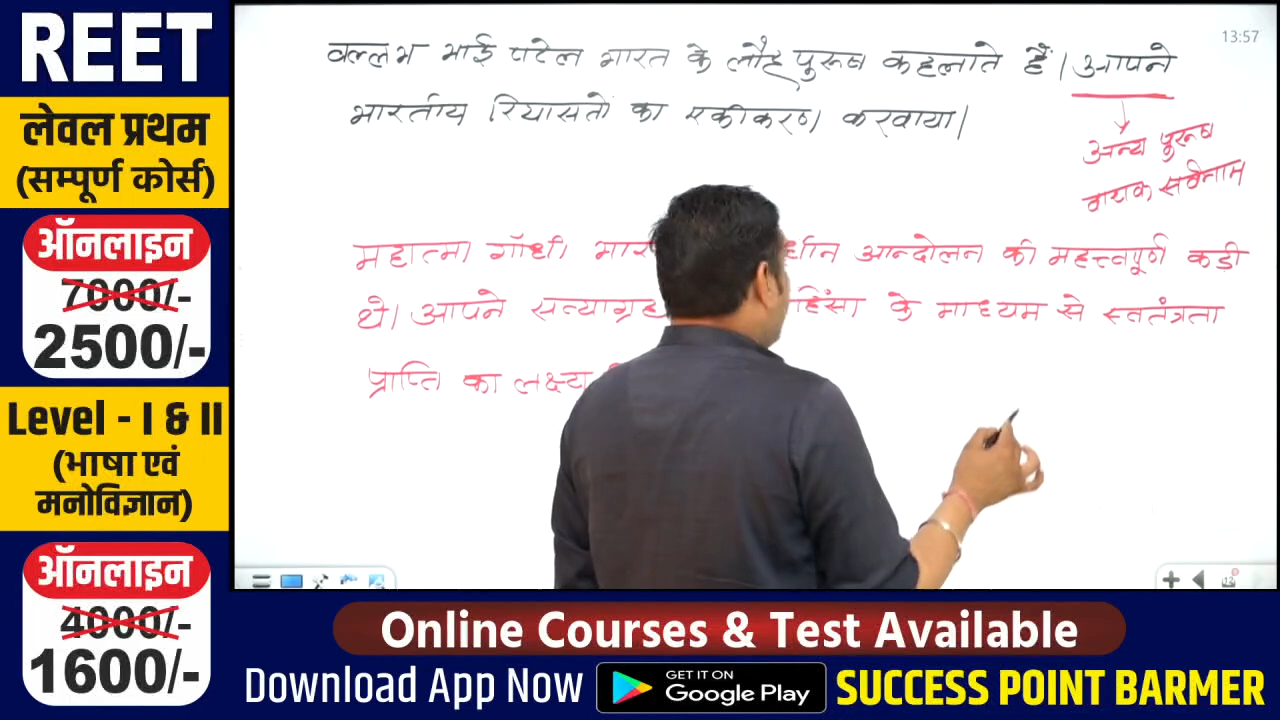 REET
लेवल प्रथम
(सम्पूर्ण कोर्स)
ऑनलाइन
7000/-
2500/-
Level - I & II
(भाषा एवं
मनोविज्ञान)
ऑनलाइन
4000/-
1600/-
13:57
वल्लभ भाई पटेल भारत के लौह पुरूष कहलाते हैं। आपने
भारतीय रियासतों का एकीकरण करवाया।
अन्य पुरूष
वाचक सर्वनाम
महात्मा गाँधी आन्दोलन की महत्त्वपूर्ण कड़ी
थे। आपने के माध्यम से स्वतंत्रता
प्राप्ति का लक्ष्य
Online Courses & Test Available
Download App Now
GET IT ON
Google Play
SUCCESS POINT BARMER